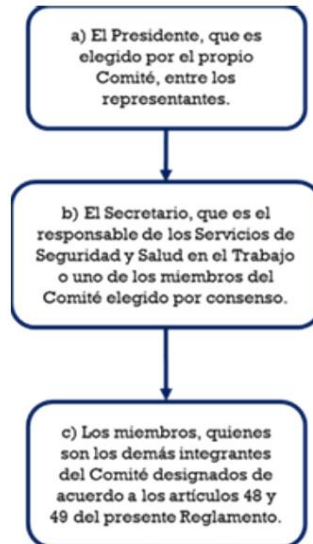 a) El Presidente, que es
elegido por el propio
Comité, entre los
representantes.
b) El Secretario, que es el
responsable de los Servicios de
Seguridad y Salud en el Trabajo
o uno de los miembros del
Comité elegido por consenso.
c) Los miembros, quienes
son los demás integrantes
del Comité designados de
acuerdo a los artículos 48 y
49 del presente Reglamento.